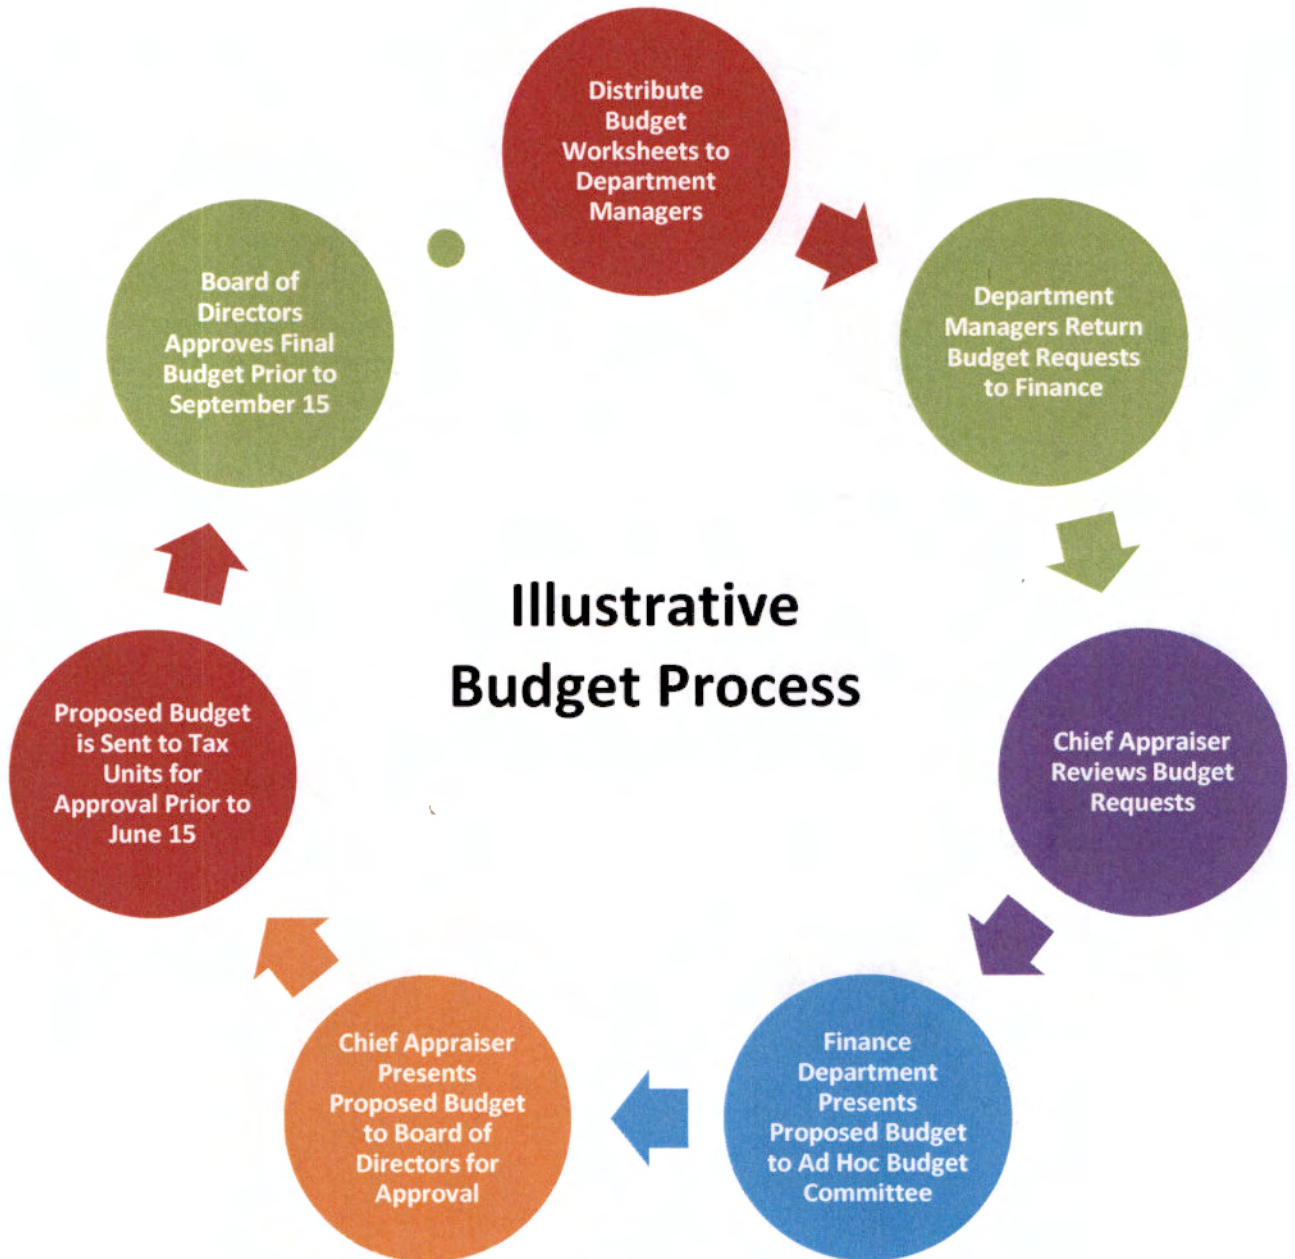 Distribute
Budget
Worksheets to
Department
Managers
Department
Managers Return
Budget Requests
to Finance
Chief Appraiser
Reviews Budget
Requests
Finance
Department
Presents
Proposed Budget
to Ad Hoc Budget
Committee
Chief Appraiser
Presents
Proposed Budget
to Board of
Directors for
Approval
Proposed Budget
is Sent to Tax
Units for
Approval Prior to
June 15
Board of
Directors
Approves Final
Budget Prior to
September 15
Illustrative
Budget Process